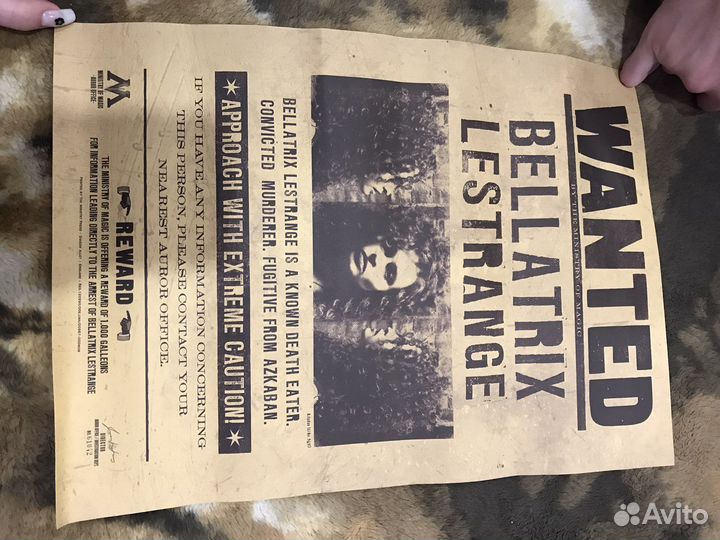 WANTED
BY THE MINISTRY OF MAGIC
BELLATRIX
LESTRANGE
BELLATRIX LESTRANGE IS A KNOWN DEATH EATER.
CONVICTED MURDERER. FUGITIVE FROM AZKABAN.
APPROACH WITH EXTREME CAUTION!
IF YOU HAVE ANY INFORMATION CONCERNING
THIS PERSON, PLEASE CONTACT YOUR
NEAREST AUROR OFFICE.
REWARD
THE MINISTRY OF MAGIC IS OFFERING A REWARD OF 1,000 GALLEONS
FOR INFORMATION LEADING DIRECTLY TO THE ARREST OF BELLATRIX LESTRANGE
M
MINISTRY OF MAGIC
DIRECTOR
Avito